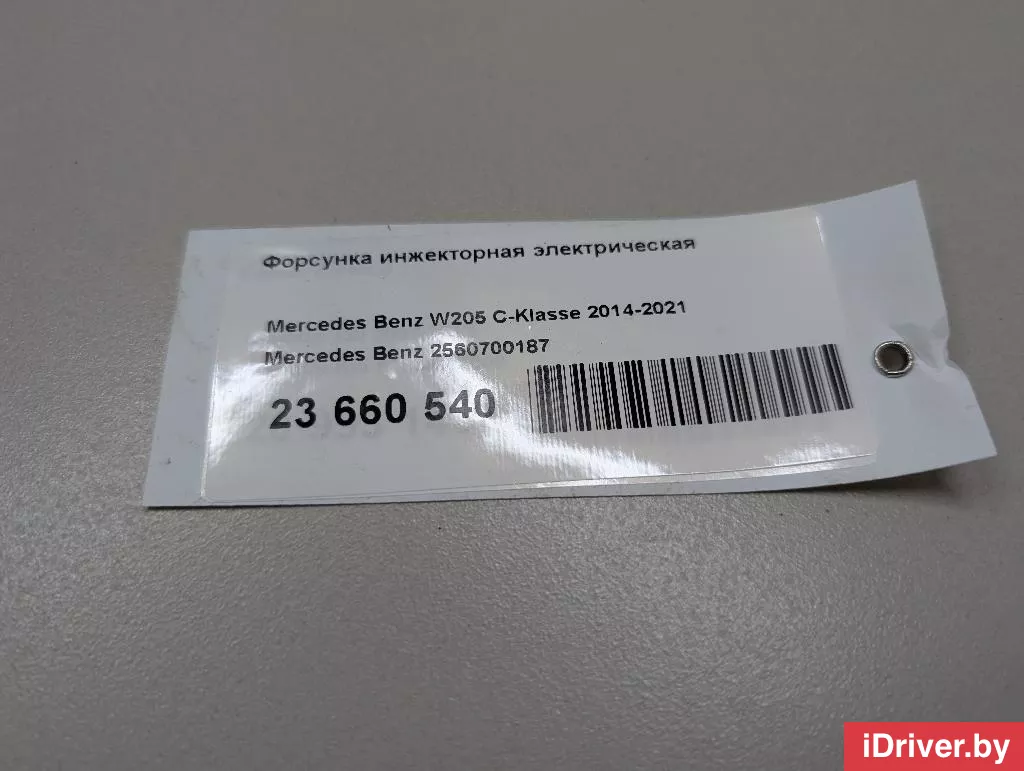 Форсунка инжекторная электрическая
Mercedes Benz W205 C-Klasse 2014-2021
Mercedes Benz 2560700187
23 660 540
iDriver.by